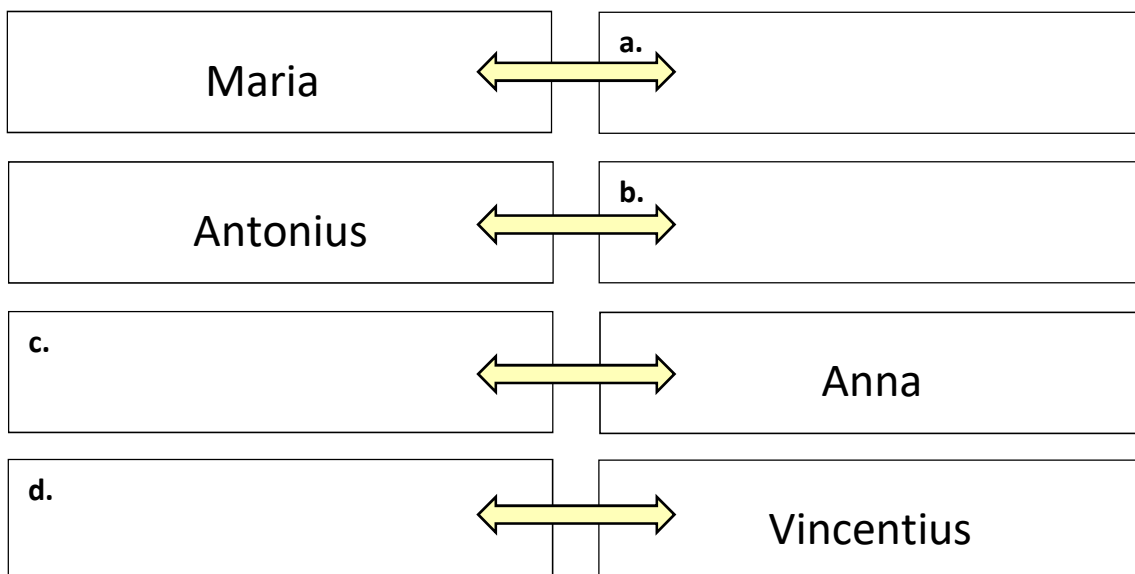 Maria
a.
Antonius
b.
c.
Anna
d.
Vincentius